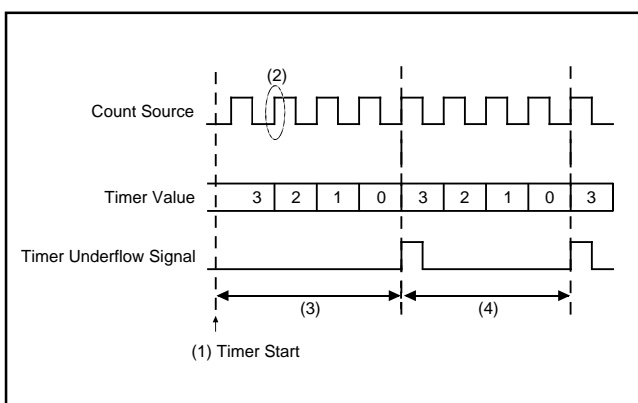 (2)
Count Source
Timer Value 3 2 1 0 3 2 1 0 3
Timer Underflow Signal
(3) (4)
(1) Timer Start